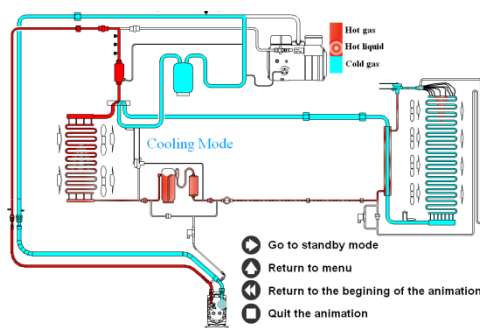 Hot gas
Hot liquid
Cold gas
Cooling Mode
Go to standby mode
Return to menu
Return to the begining of the animation
Quit the animation